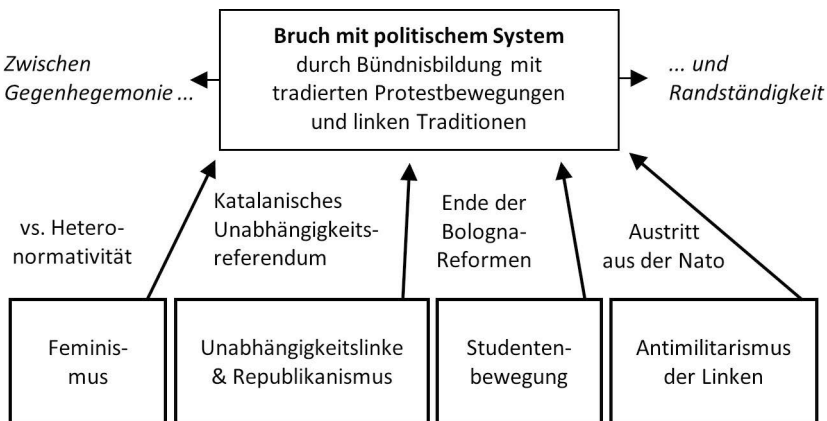 Bruch mit politischem System
durch Bündnisbildung mit
tradierten Protestbewegungen
und linken Traditionen
Zwischen
Gegenhegemonie ...
... und
Randständigkeit
vs. Hetero-
normativität
Katalanisches
Unabhängigkeits-
referendum
Ende der
Bologna-
Reformen
Austritt
aus der Nato
Feminis-
mus
Unabhängigkeitslinke
& Republikanismus
Studenten-
bewegung
Antimilitarismus
der Linken